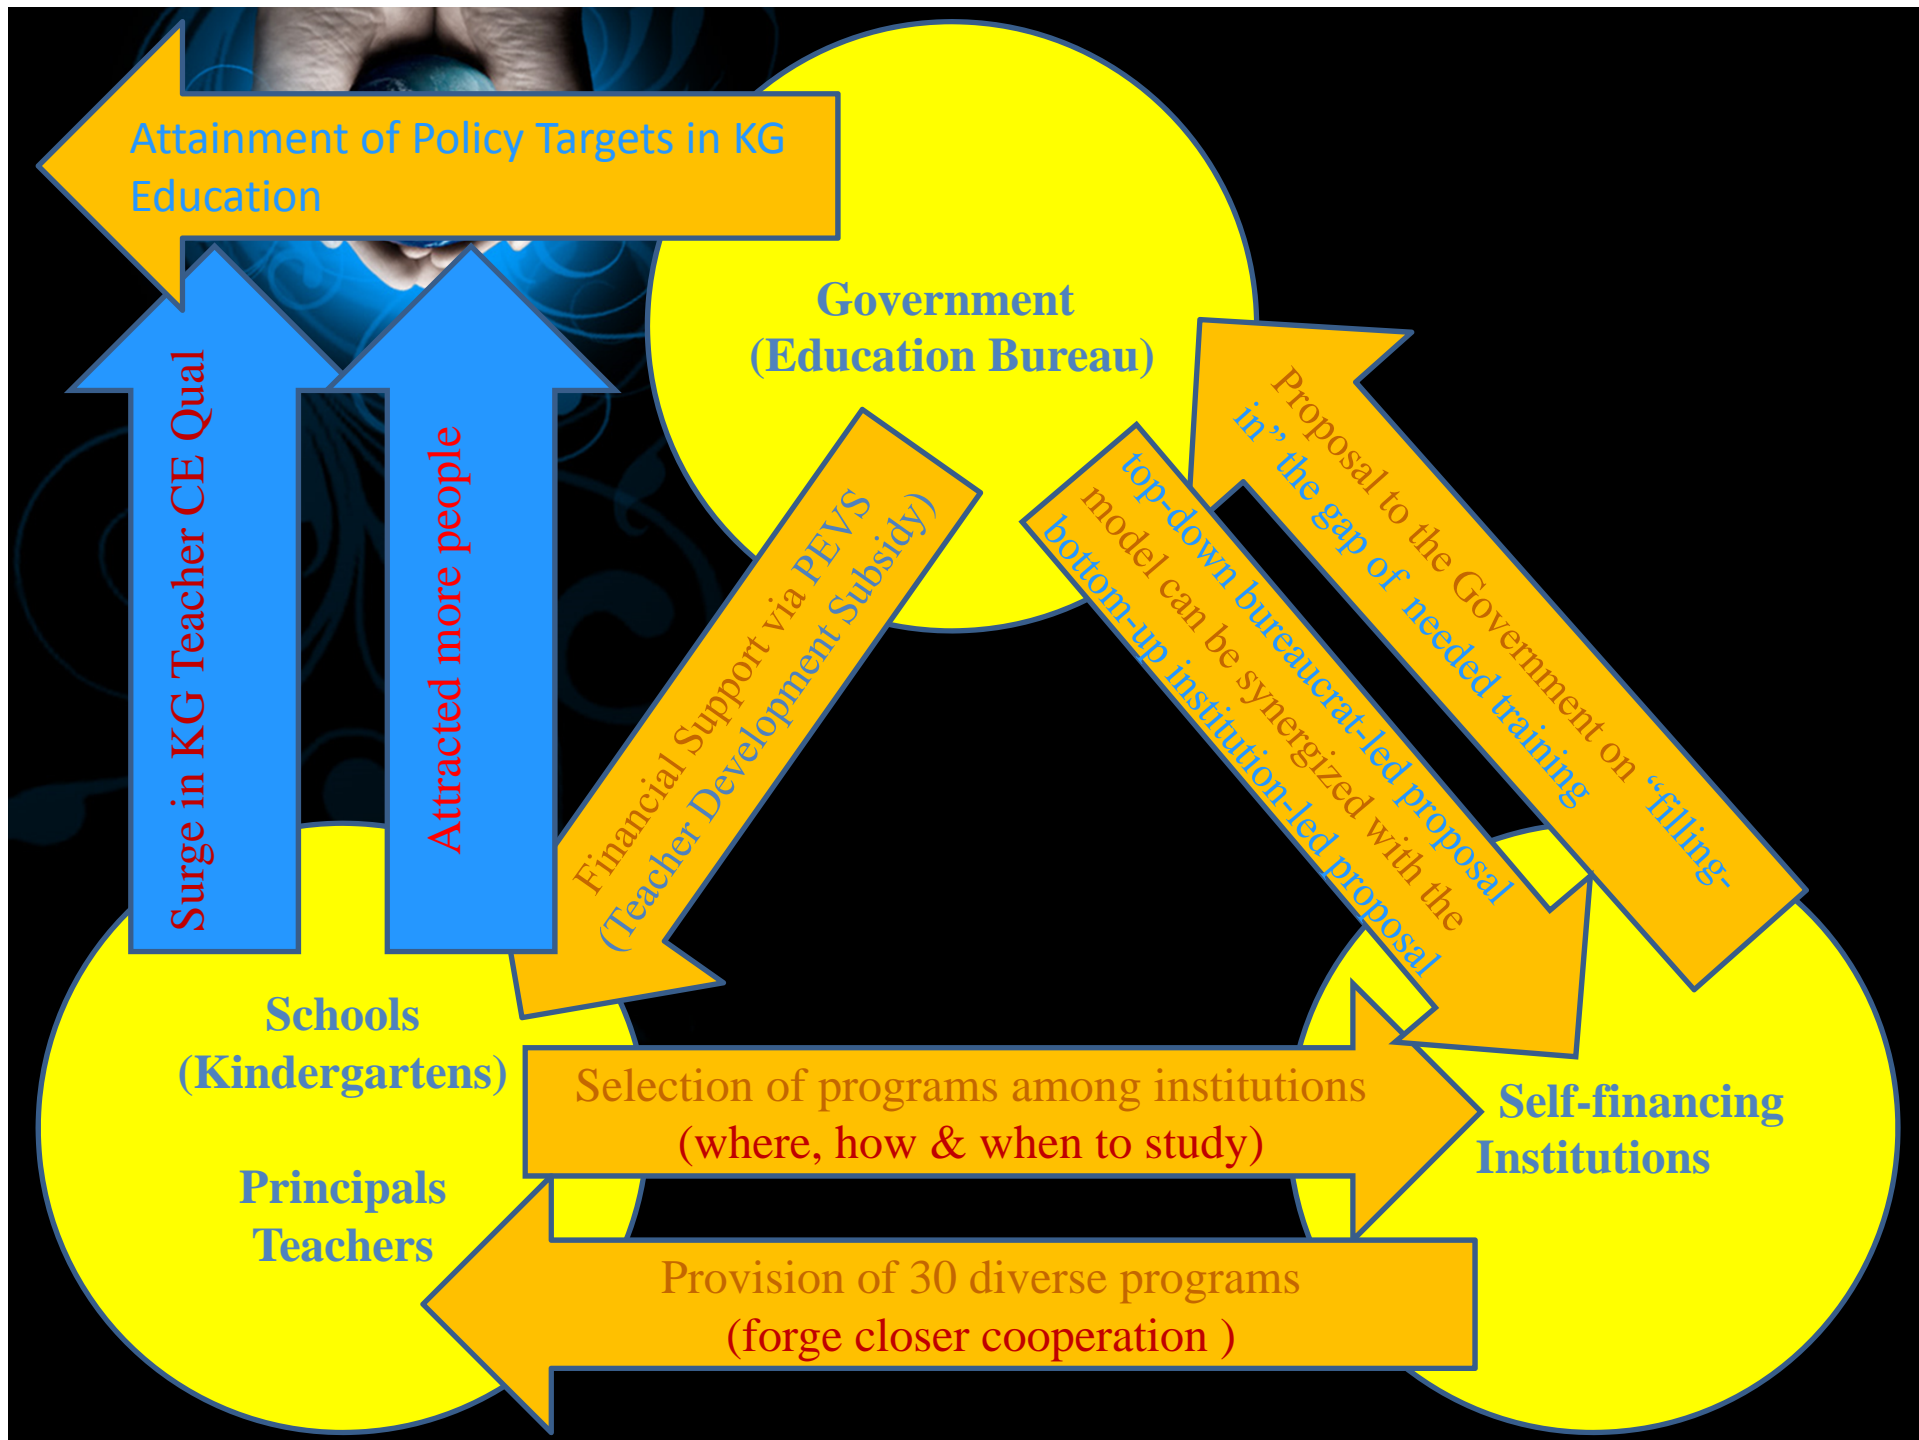 Attainment of Policy Targets in KG
Education
Government
(Education Bureau)
Surge in KG Teacher CE Qual
Attracted more people
Financial Support via PEVS
(Teacher Development Subsidy)
top-down bureaucrat-led proposal
model can be synergized with the
bottom-up institution-led proposal
Proposal to the Government on “filling-
in” the gap of needed training
Schools
(Kindergartens)
Principals
Teachers
Selection of programs among institutions
(where, how & when to study)
Self-financing
Institutions
Provision of 30 diverse programs
(forge closer cooperation )